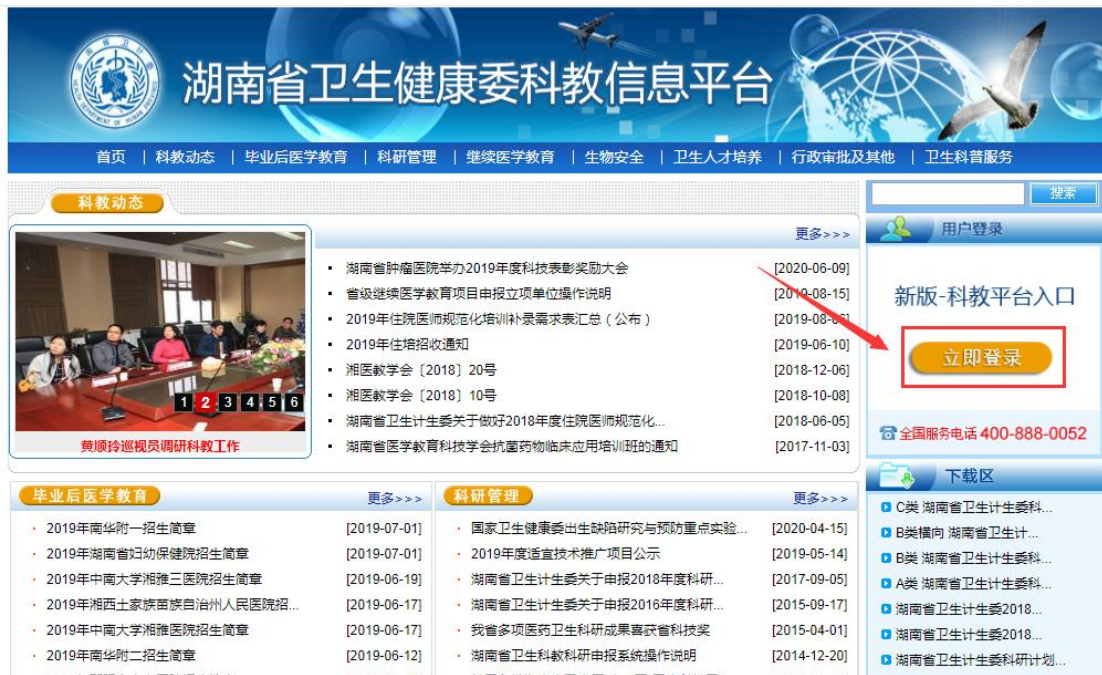 湖南省卫生健康委科教信息平台
首页 | 科教动态 | 毕业后医学教育 | 科研管理 | 继续医学教育 | 生物安全 | 卫生人才培养 | 行政审批及其他 | 卫生科普服务
科教动态
更多>>>
1 2 3 4 5 6
黄顺玲巡视员调研科教工作
湖南省肿瘤医院举办2019年度科技表彰奖励大会 [2020-06-09]
省级继续医学教育项目申报立项单位操作说明 [2019-08-15]
2019年住院医师规范化培训补录需求表汇总（公布） [2019-08-
2019年住培招收通知 [2019-06-10]
湘医教学会〔2018〕20号 [2018-12-06]
湘医教学会〔2018〕10号 [2018-10-08]
湖南省卫生计生委关于做好2018年度住院医师规范化... [2018-06-05]
湖南省医学教育科技学会抗菌药物临床应用培训班的通知 [2017-11-03]
搜索
用户登录
新版-科教平台入口
立即登录
全国服务电话 400-888-0052
毕业后医学教育
更多>>>
2019年南华附一招生简章 [2019-07-01]
2019年湖南省妇幼保健院招生简章 [2019-07-01]
2019年中南大学湘雅三医院招生简章 [2019-06-19]
2019年湘西土家族苗族自治州人民医院招... [2019-06-17]
2019年中南大学湘雅医院招生简章 [2019-06-17]
2019年南华附二招生简章 [2019-06-12]
科研管理
更多>>>
国家卫生健康委出生缺陷研究与预防重点实验... [2020-04-15]
2019年度适宜技术推广项目公示 [2019-05-14]
湖南省卫生计生委关于申报2018年度科研... [2017-09-05]
湖南省卫生计生委关于申报2016年度科研... [2015-09-17]
我省多项医药卫生科研成果喜获省科技奖 [2015-04-01]
湖南省卫生科教科研申报系统操作说明 [2014-12-20]
下载区
C类 湖南省卫生计生委科...
B类横向 湖南省卫生计...
B类 湖南省卫生计生委科...
A类 湖南省卫生计生委科...
湖南省卫生计生委2018...
湖南省卫生计生委2018...
湖南省卫生计生委科研计划...